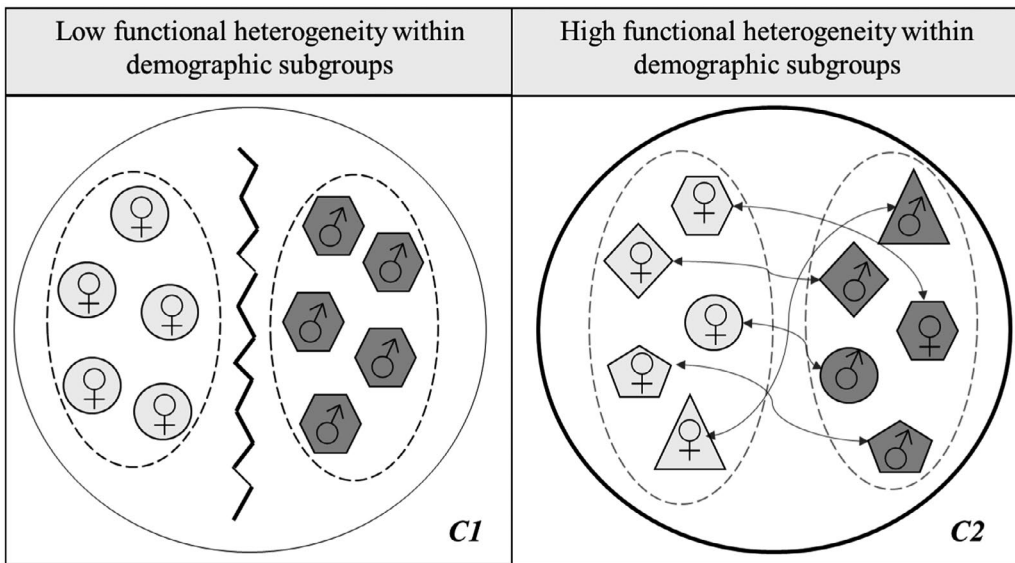 Low functional heterogeneity within
demographic subgroups
High functional heterogeneity within
demographic subgroups
C1
C2